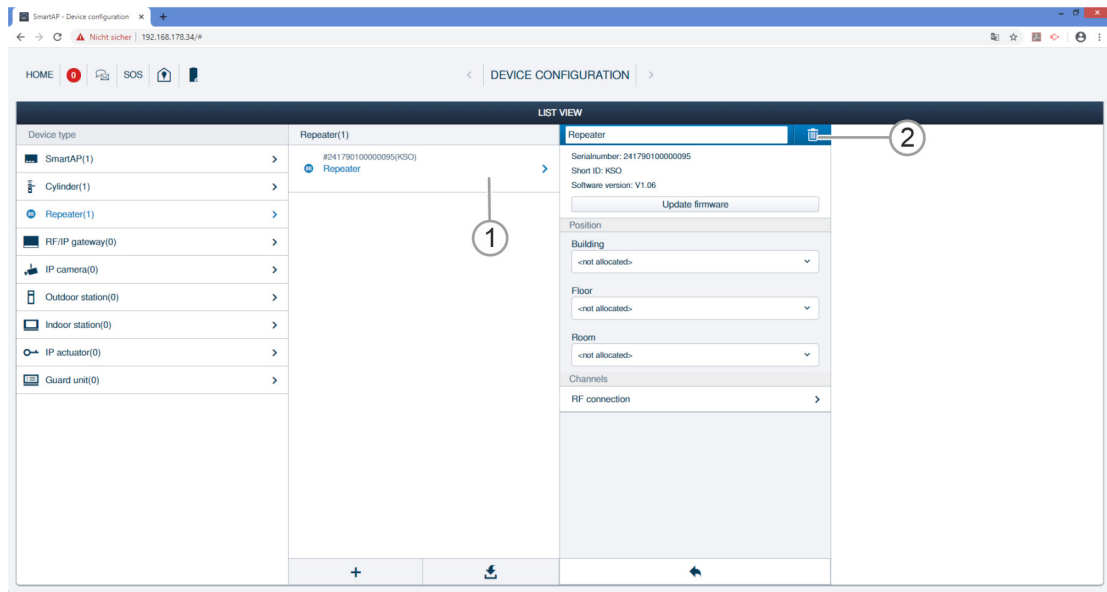 SmartAP - Device configuration
Nicht sicher | 192.168.178.34/#
HOME 0 SOS
DEVICE CONFIGURATION
LIST VIEW
Device type
SmartAP(1)
Cylinder(1)
Repeater(1)
RF/IP gateway(0)
IP camera(0)
Outdoor station(0)
Indoor station(0)
IP actuator(0)
Guard unit(0)
Repeater(1)
#241790100000095(KSO)
Repeater
1
Repeater
2
Serialnumber: 241790100000095
Short ID: KSO
Software version: V1.06
Update firmware
Position
Building
<not allocated>
Floor
<not allocated>
Room
<not allocated>
Channels
RF connection